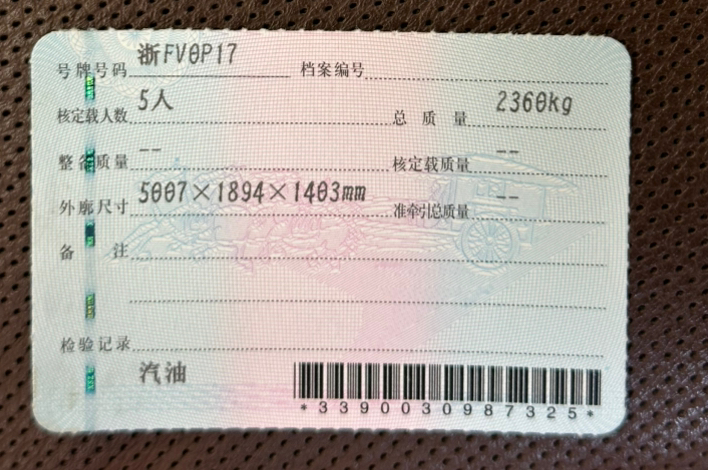 号牌号码 浙FV0P17 档案编号
核定载人数 5人 总质量 2360kg
整备质量 -- 核定载质量 --
外廓尺寸 5007×1894×1403mm 准牵引总质量 --
备注
检验记录
汽油
*3390030987325*